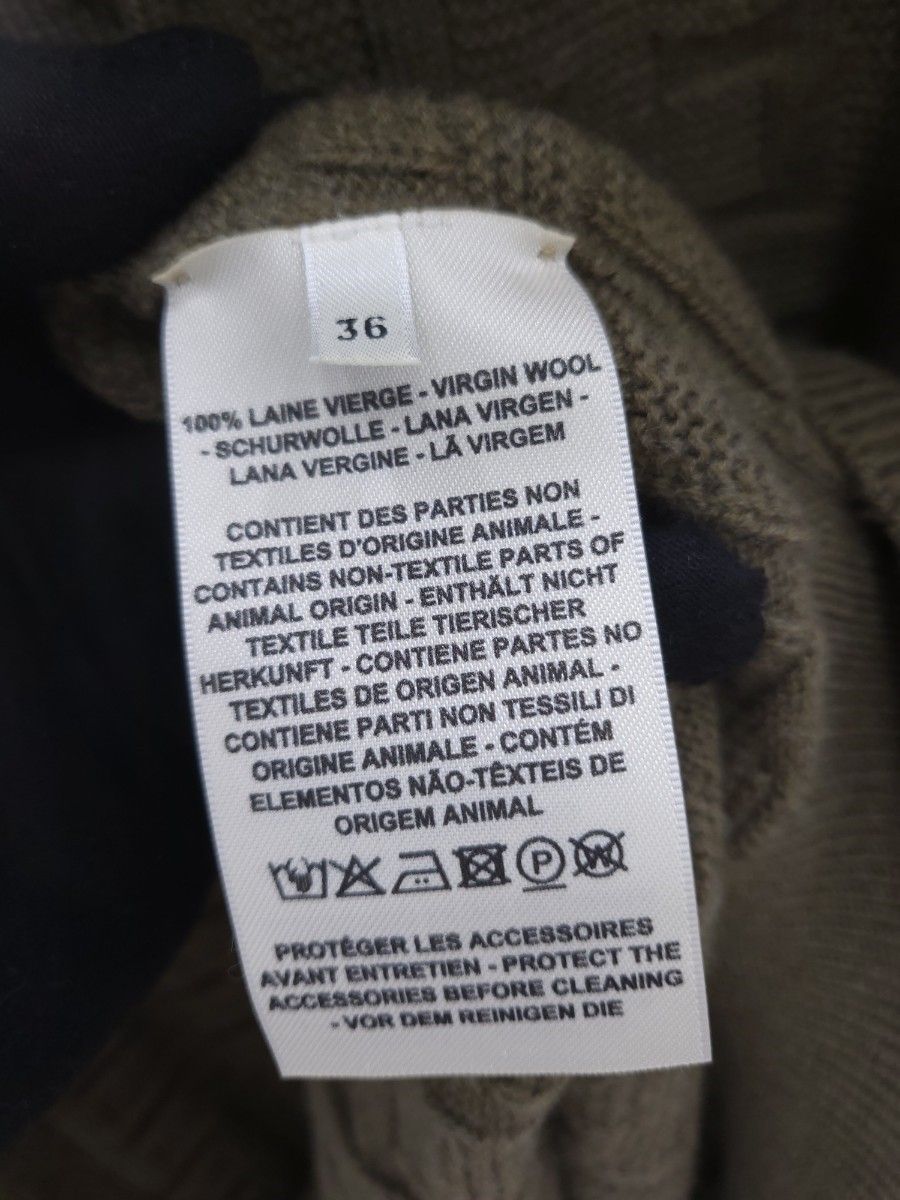 36
100% LAINE VIERGE - VIRGIN WOOL
- SCHURWOLLE - LANA VIRGEN -
LANA VERGINE - LÃ VIRGEM
CONTIENT DES PARTIES NON
TEXTILES D'ORIGINE ANIMALE -
CONTAINS NON-TEXTILE PARTS OF
ANIMAL ORIGIN - ENTHÄLT NICHT
TEXTILE TEILE TIERISCHER
HERKUNFT - CONTIENE PARTES NO
TEXTILES DE ORIGEN ANIMAL -
CONTIENE PARTI NON TESSILI DI
ORIGINE ANIMALE - CONTÉM
ELEMENTOS NÃO-TÊXTEIS DE
ORIGEM ANIMAL
P W
PROTÉGER LES ACCESSOIRES
AVANT ENTRETIEN - PROTECT THE
ACCESSORIES BEFORE CLEANING
- VOR DEM REINIGEN DIE